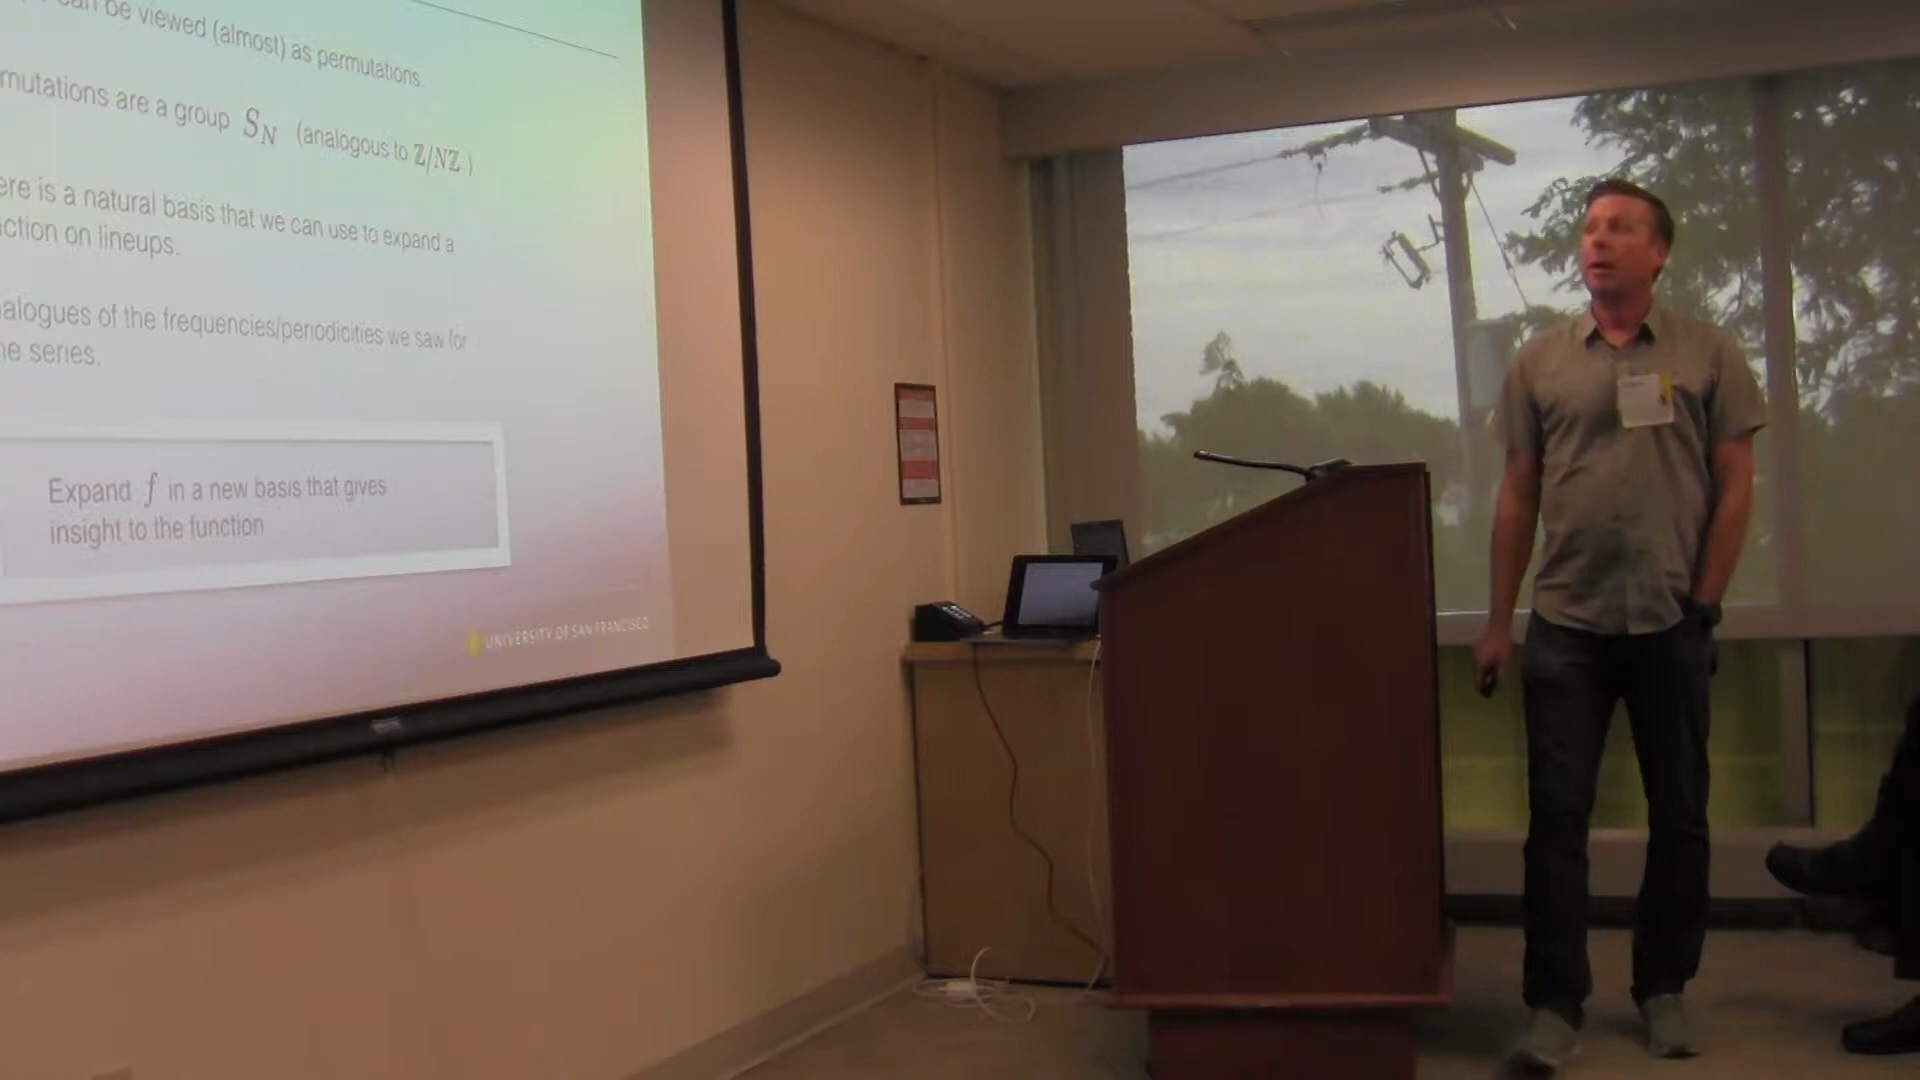 can be viewed (almost) as permutations.
mutations are a group S_N (analogous to ℤ/Nℤ )
ere is a natural basis that we can use to expand a
ction on lineups.
alogues of the frequencies/periodicities we saw for
ne series.
Expand f in a new basis that gives
insight to the function
UNIVERSITY OF SAN FRANCISCO